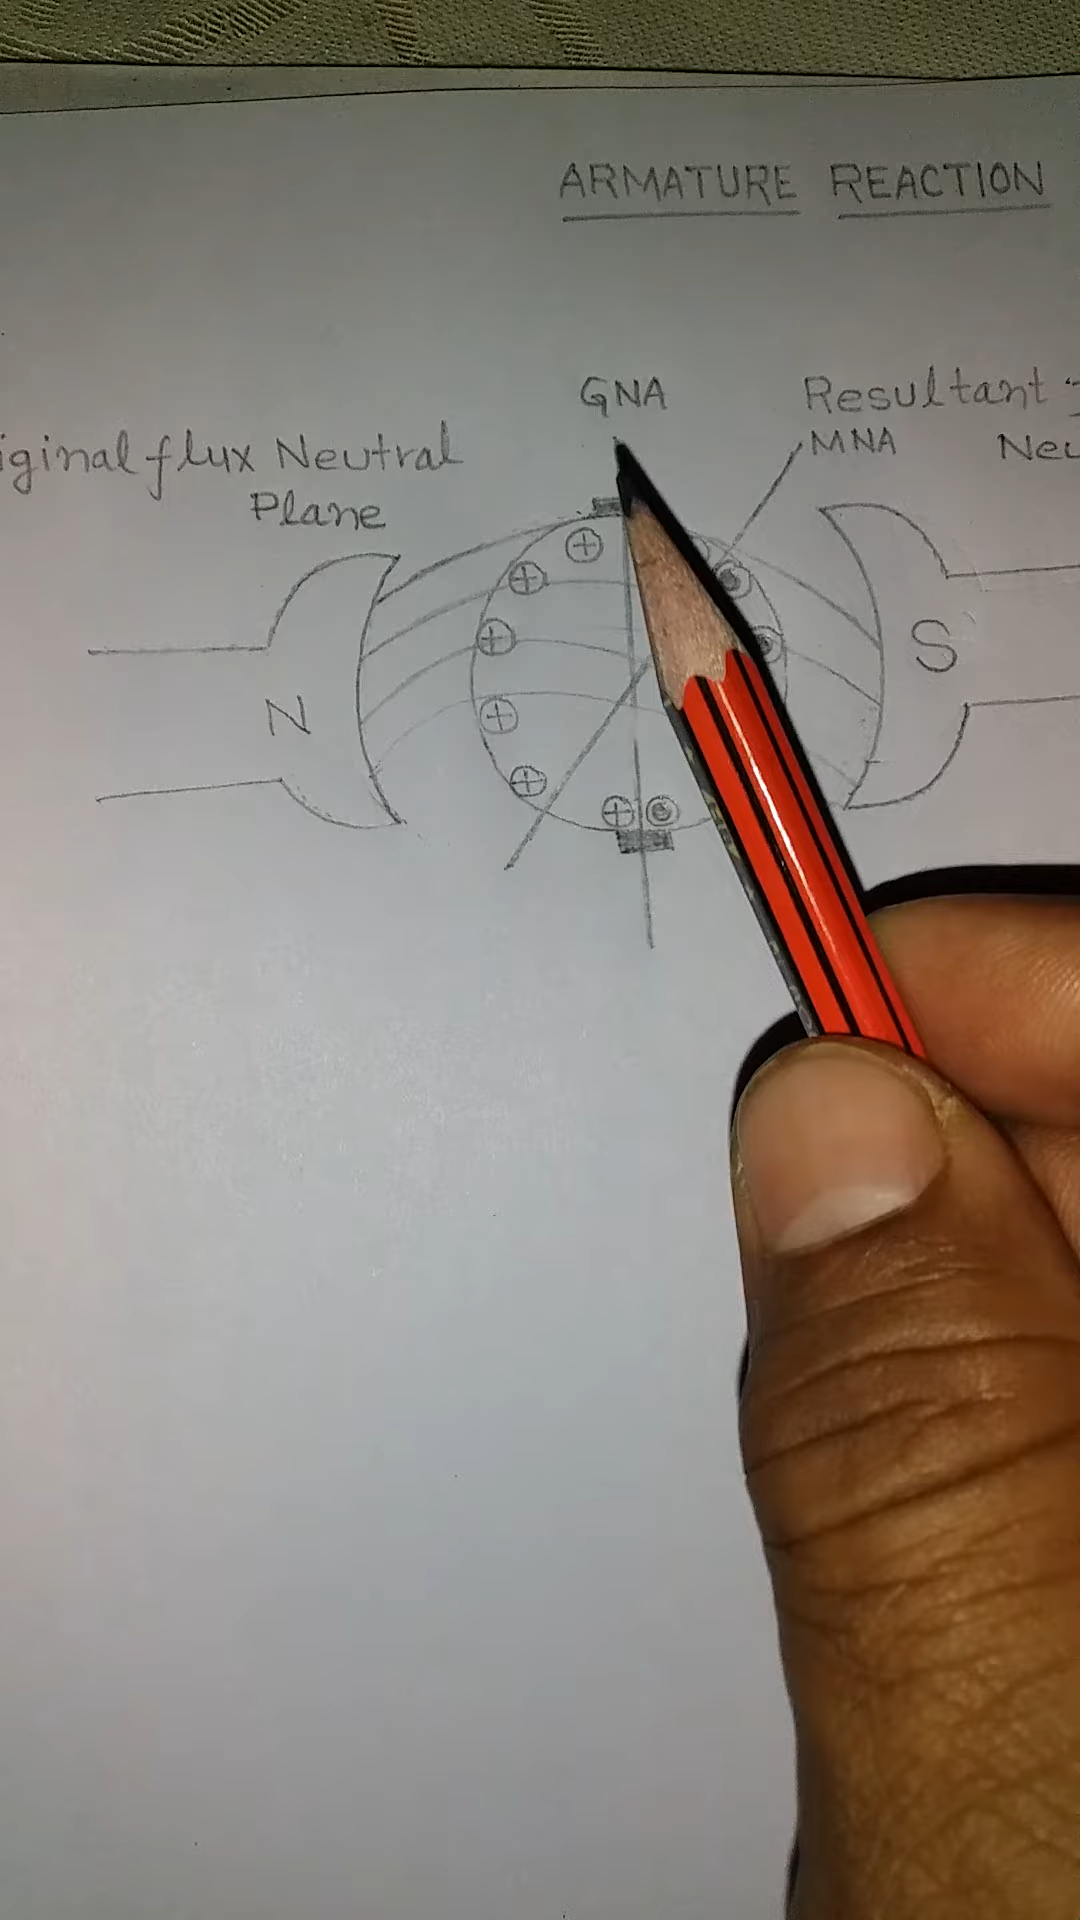 ARMATURE REACTION
GNA
Resultant
MNA
iginal flux Neutral
Plane
N
S